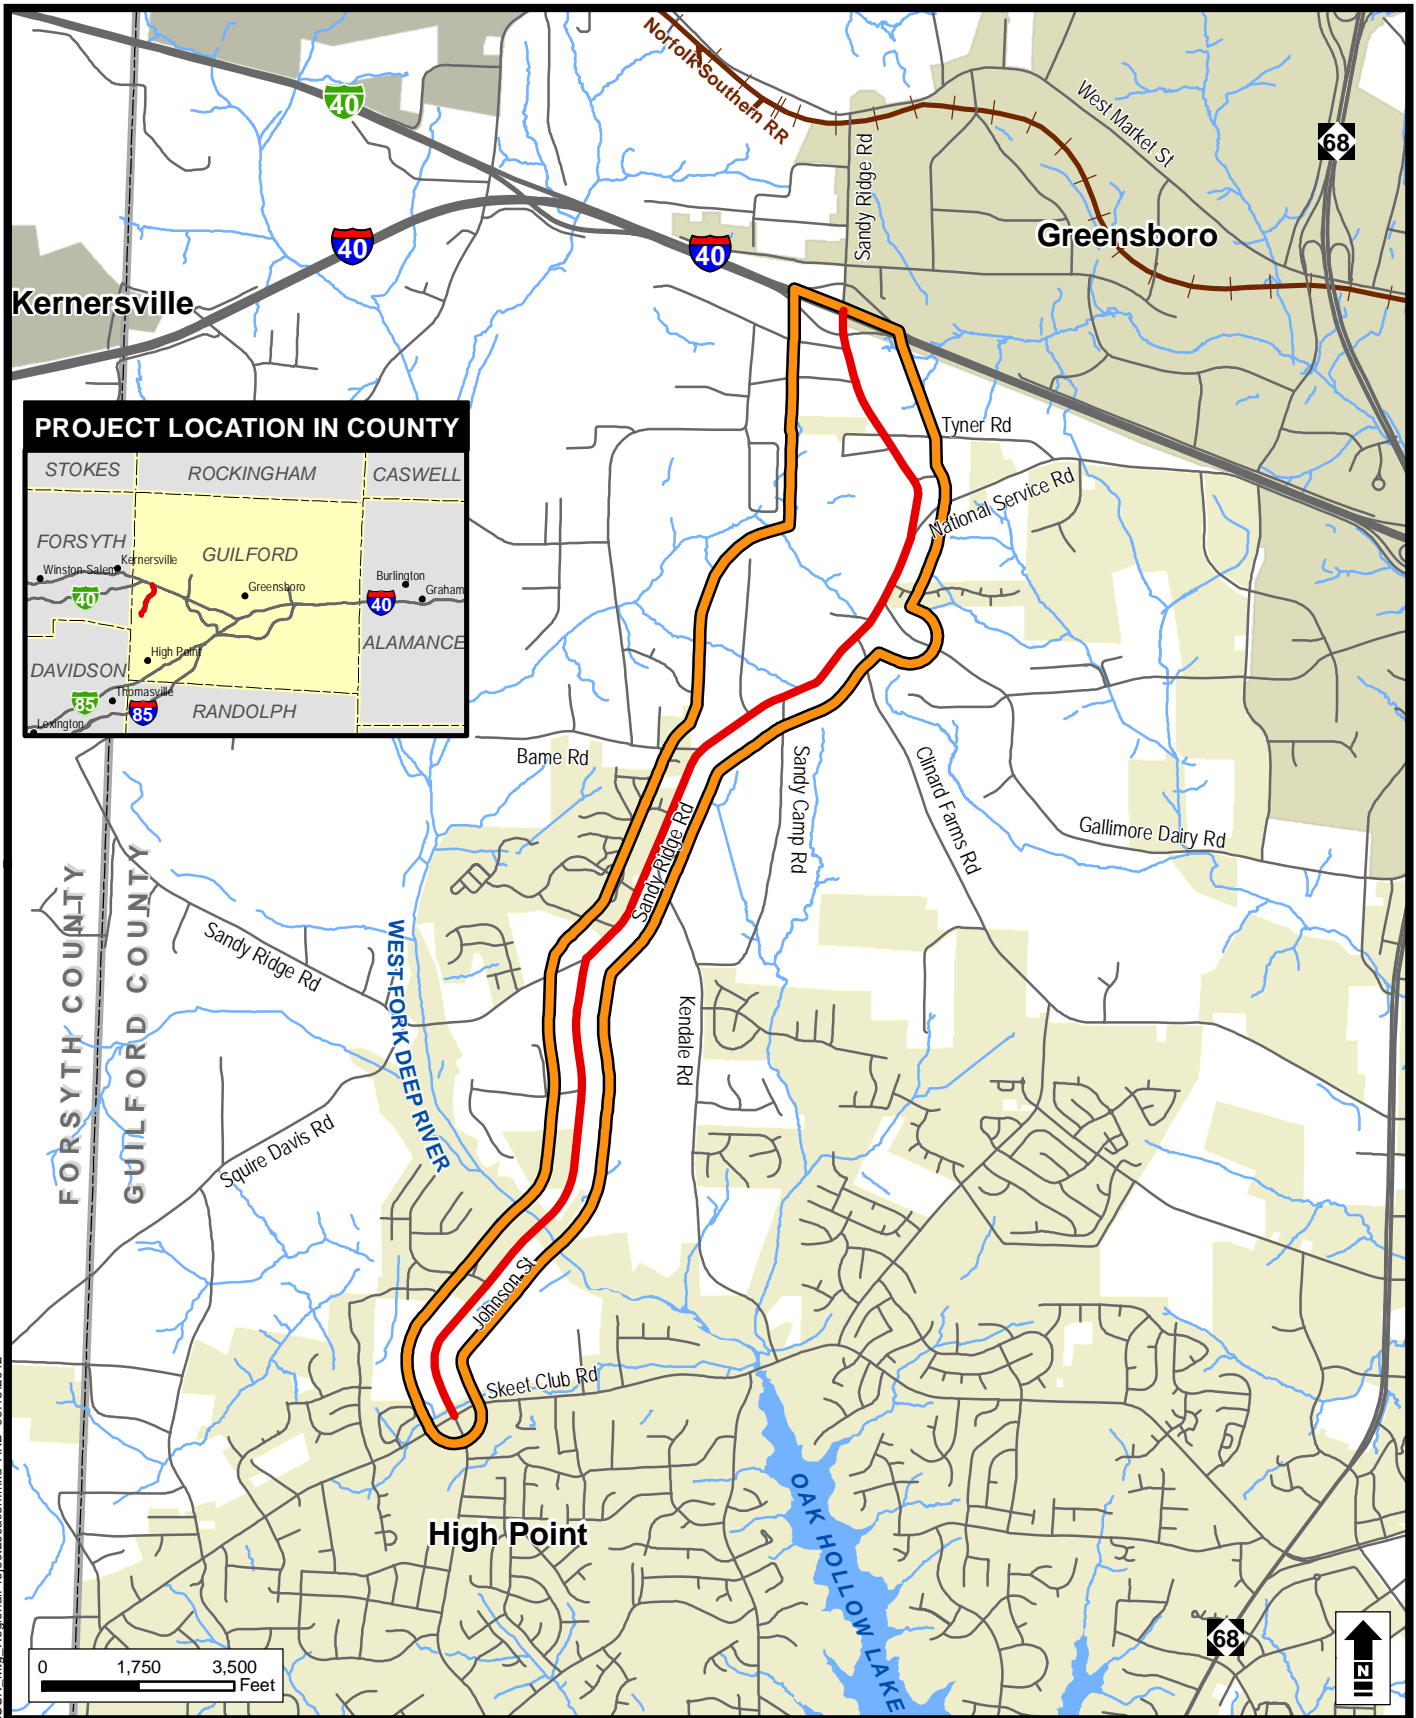 Norfolk Southern RR
West Market St
40
68
Sandy Ridge Rd
Greensboro
40
40
Kernersville
PROJECT LOCATION IN COUNTY
STOKES
ROCKINGHAM
CASWELL
FORSYTH
GUILFORD
Kernersville
Winston-Salem
Burlington
Greensboro
Graham
40
40
ALAMANCE
High Point
DAVIDSON
Thomasville
85
85
RANDOLPH
Lexington
Tyner Rd
National Service Rd
Bame Rd
Sandy Camp Rd
Clinard Farms Rd
Gallimore Dairy Rd
Sandy Ridge Rd
Sandy Ridge Rd
WEST FORK DEEP RIVER
FORSYTH COUNTY
GUILFORD COUNTY
Kendale Rd
Squire Davis Rd
Johnson St
Skeet Club Rd
OAK HOLLOW LAKE
High Point
68
0 1,750 3,500
Feet
N